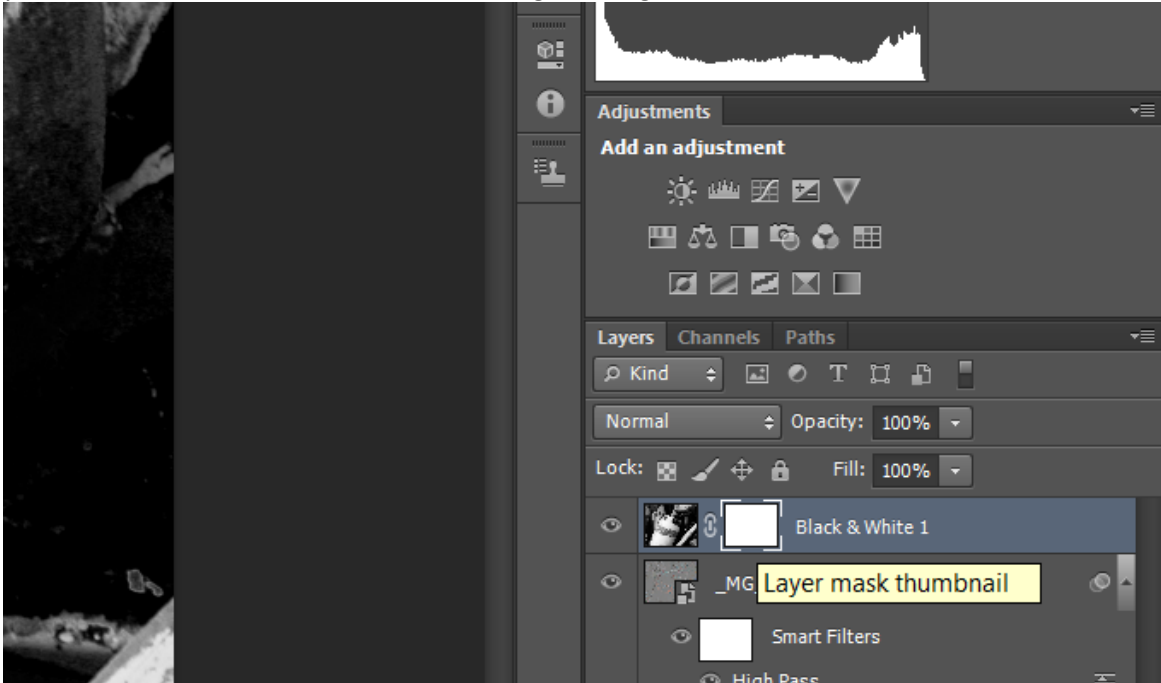 Adjustments
Add an adjustment
Layers Channels Paths
Kind T
Normal Opacity: 100%
Lock: Fill: 100%
Black & White 1
_MG_ Layer mask thumbnail
Smart Filters
High Pass